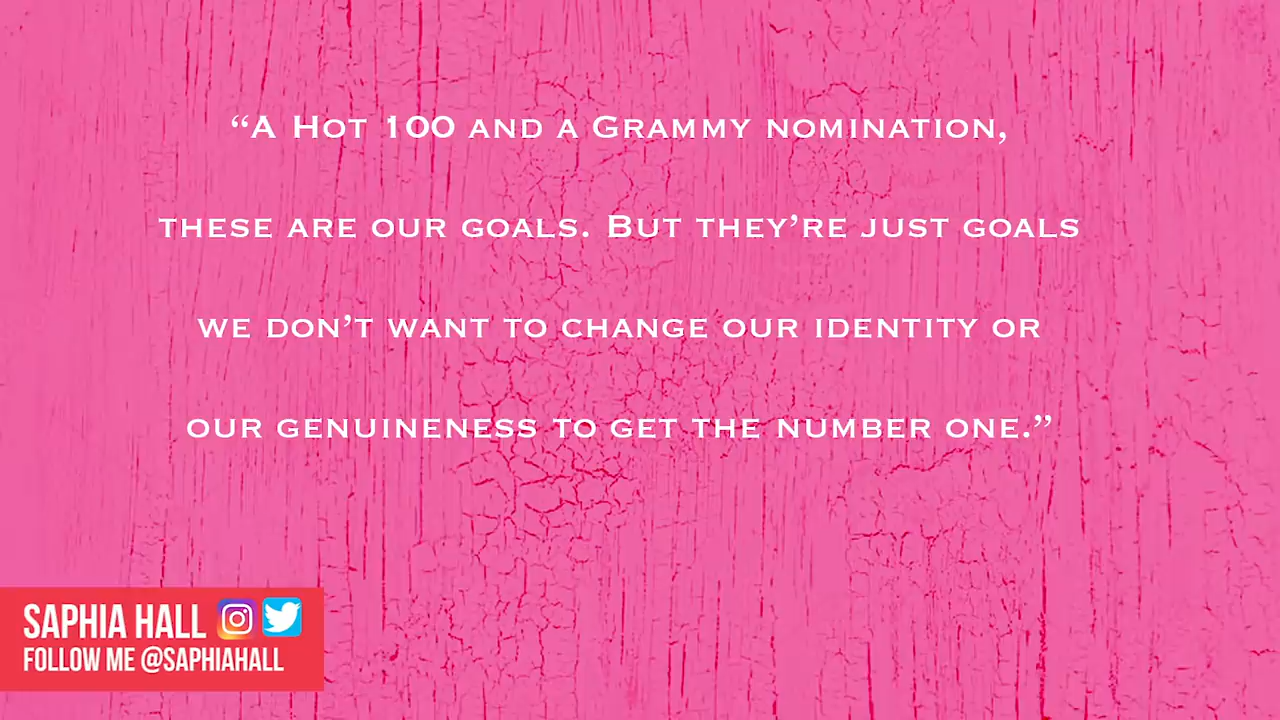 “A Hot 100 and a Grammy nomination,
these are our goals. But they’re just goals
we don’t want to change our identity or
our genuineness to get the number one.”
SAPHIA HALL
FOLLOW ME @SAPHIAHALL